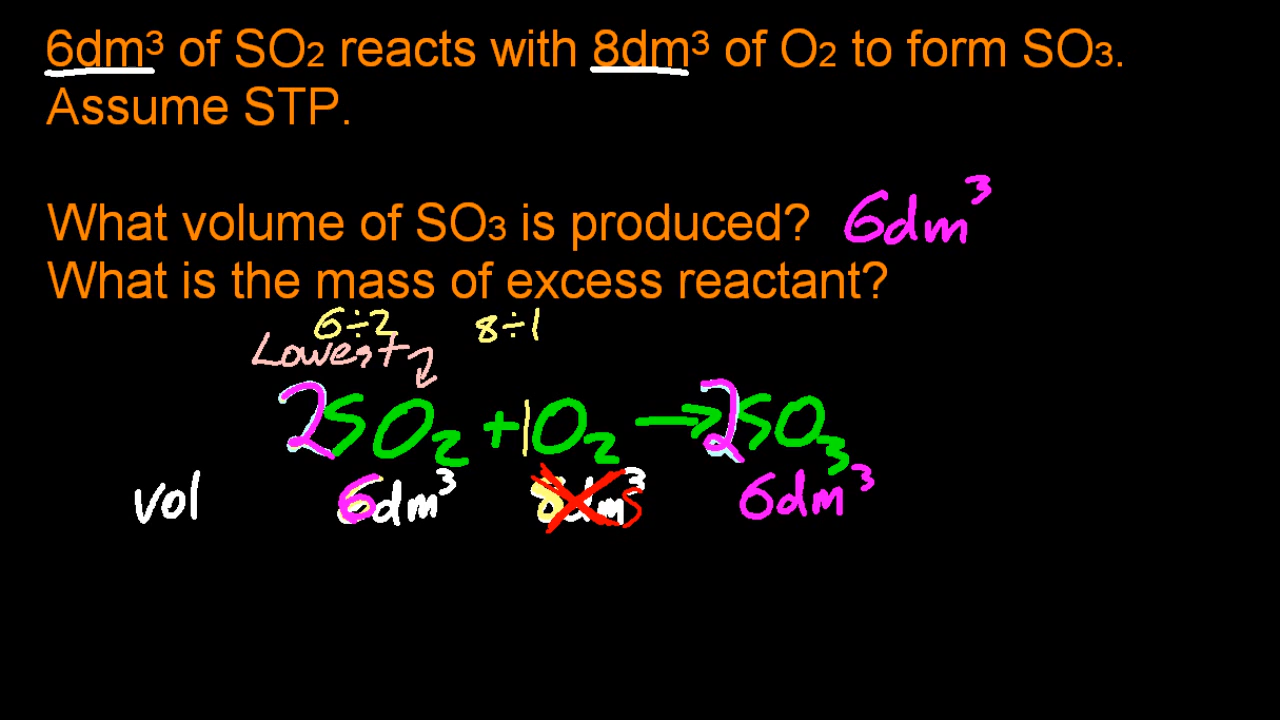 6dm³ of SO₂ reacts with 8dm³ of O₂ to form SO₃.
Assume STP.
What volume of SO₃ is produced? 6dm³
What is the mass of excess reactant?
6÷2 8÷1
Lowest
2SO₂ + 1O₂ → 2SO₃
vol 6dm³ 8dm³ 6dm³